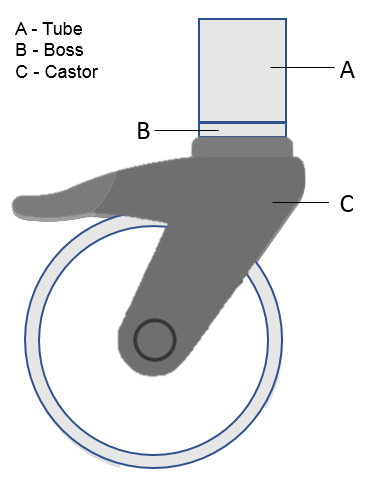 A - Tube
B - Boss
C - Castor
A
B
C